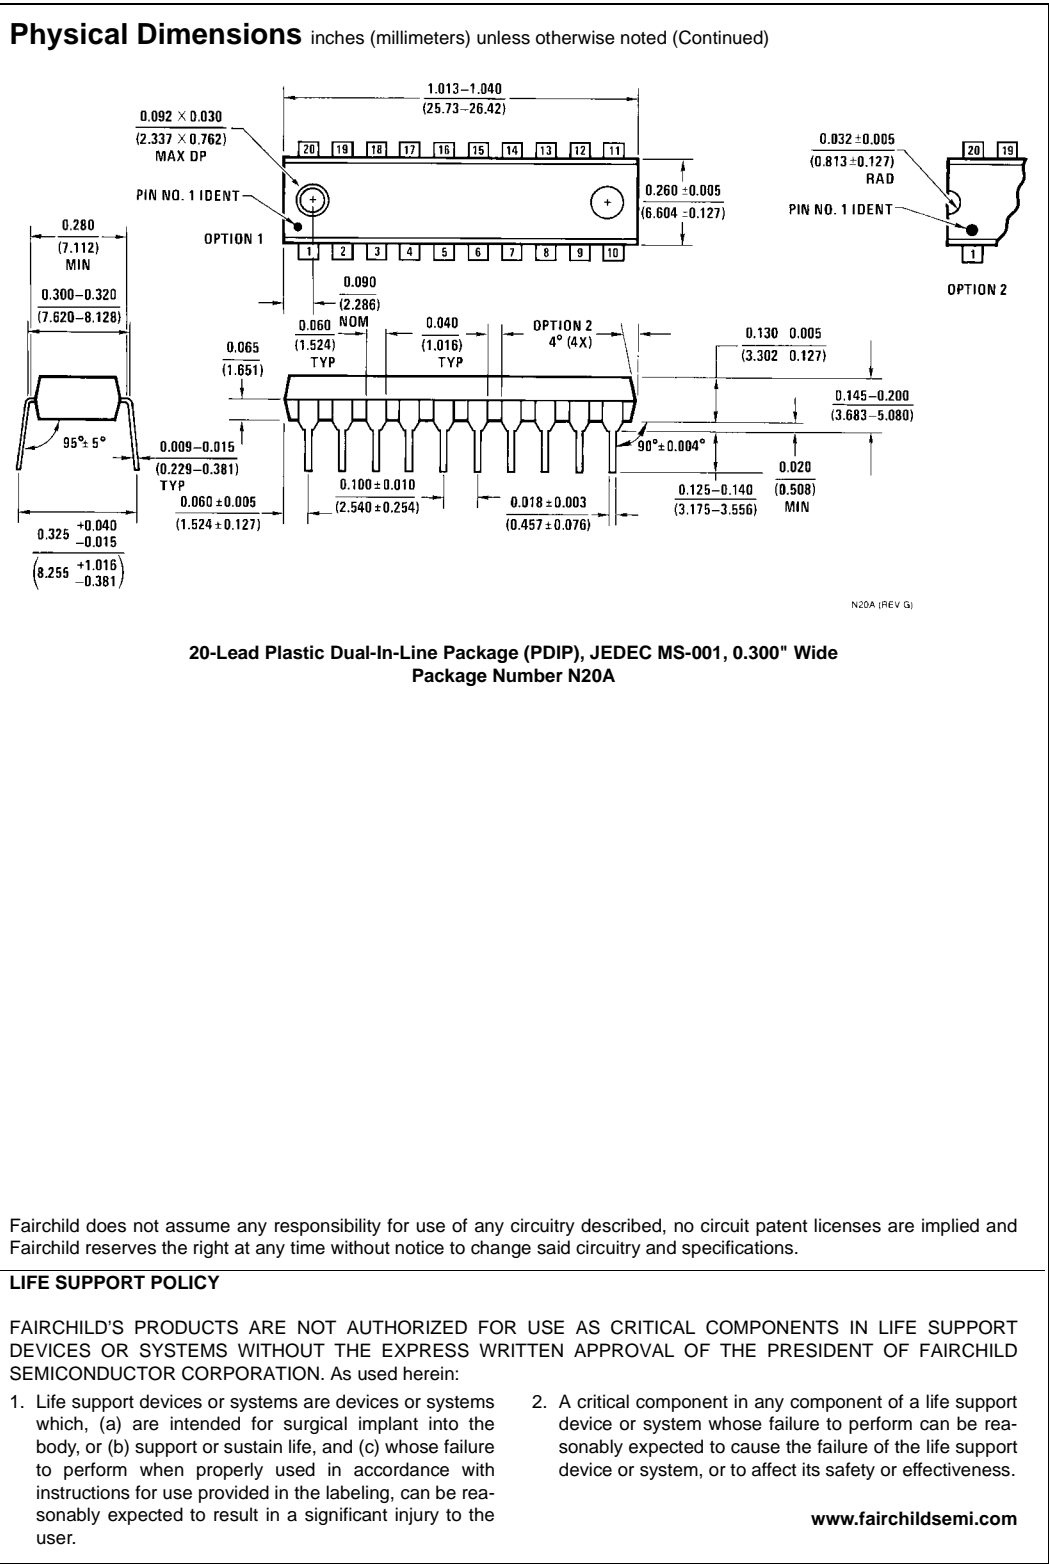 Physical Dimensions inches (millimeters) unless otherwise noted (Continued)
1.013–1.040
(25.73–26.42)
0.092 × 0.030
(2.337 × 0.762)
MAX DP
PIN NO. 1 IDENT
OPTION 1
20 19 18 17 16 15 14 13 12 11
1 2 3 4 5 6 7 8 9 10
0.260 ±0.005
(6.604 ±0.127)
0.032 ±0.005
(0.813 ±0.127)
RAD
PIN NO. 1 IDENT
20 19
1
OPTION 2
0.280
(7.112)
MIN
0.300–0.320
(7.620–8.128)
0.090
(2.286)
NOM
0.060
(1.524)
TYP
0.040
(1.016)
TYP
OPTION 2
4° (4X)
0.065
(1.651)
0.130 0.005
(3.302 0.127)
0.145–0.200
(3.683–5.080)
95°± 5°
0.009–0.015
(0.229–0.381)
TYP
90°±0.004°
0.100 ±0.010
(2.540 ±0.254)
0.018 ±0.003
(0.457 ±0.076)
0.125–0.140
(3.175–3.556)
0.020
(0.508)
MIN
0.060 ±0.005
(1.524 ±0.127)
0.325 +0.040
−0.015
(8.255 +1.016
−0.381)
N20A (REV G)
20-Lead Plastic Dual-In-Line Package (PDIP), JEDEC MS-001, 0.300" Wide
Package Number N20A
Fairchild does not assume any responsibility for use of any circuitry described, no circuit patent licenses are implied and
Fairchild reserves the right at any time without notice to change said circuitry and specifications.
LIFE SUPPORT POLICY
FAIRCHILD'S PRODUCTS ARE NOT AUTHORIZED FOR USE AS CRITICAL COMPONENTS IN LIFE SUPPORT
DEVICES OR SYSTEMS WITHOUT THE EXPRESS WRITTEN APPROVAL OF THE PRESIDENT OF FAIRCHILD
SEMICONDUCTOR CORPORATION. As used herein:
1. Life support devices or systems are devices or systems
which, (a) are intended for surgical implant into the
body, or (b) support or sustain life, and (c) whose failure
to perform when properly used in accordance with
instructions for use provided in the labeling, can be rea-
sonably expected to result in a significant injury to the
user.
2. A critical component in any component of a life support
device or system whose failure to perform can be rea-
sonably expected to cause the failure of the life support
device or system, or to affect its safety or effectiveness.
www.fairchildsemi.com